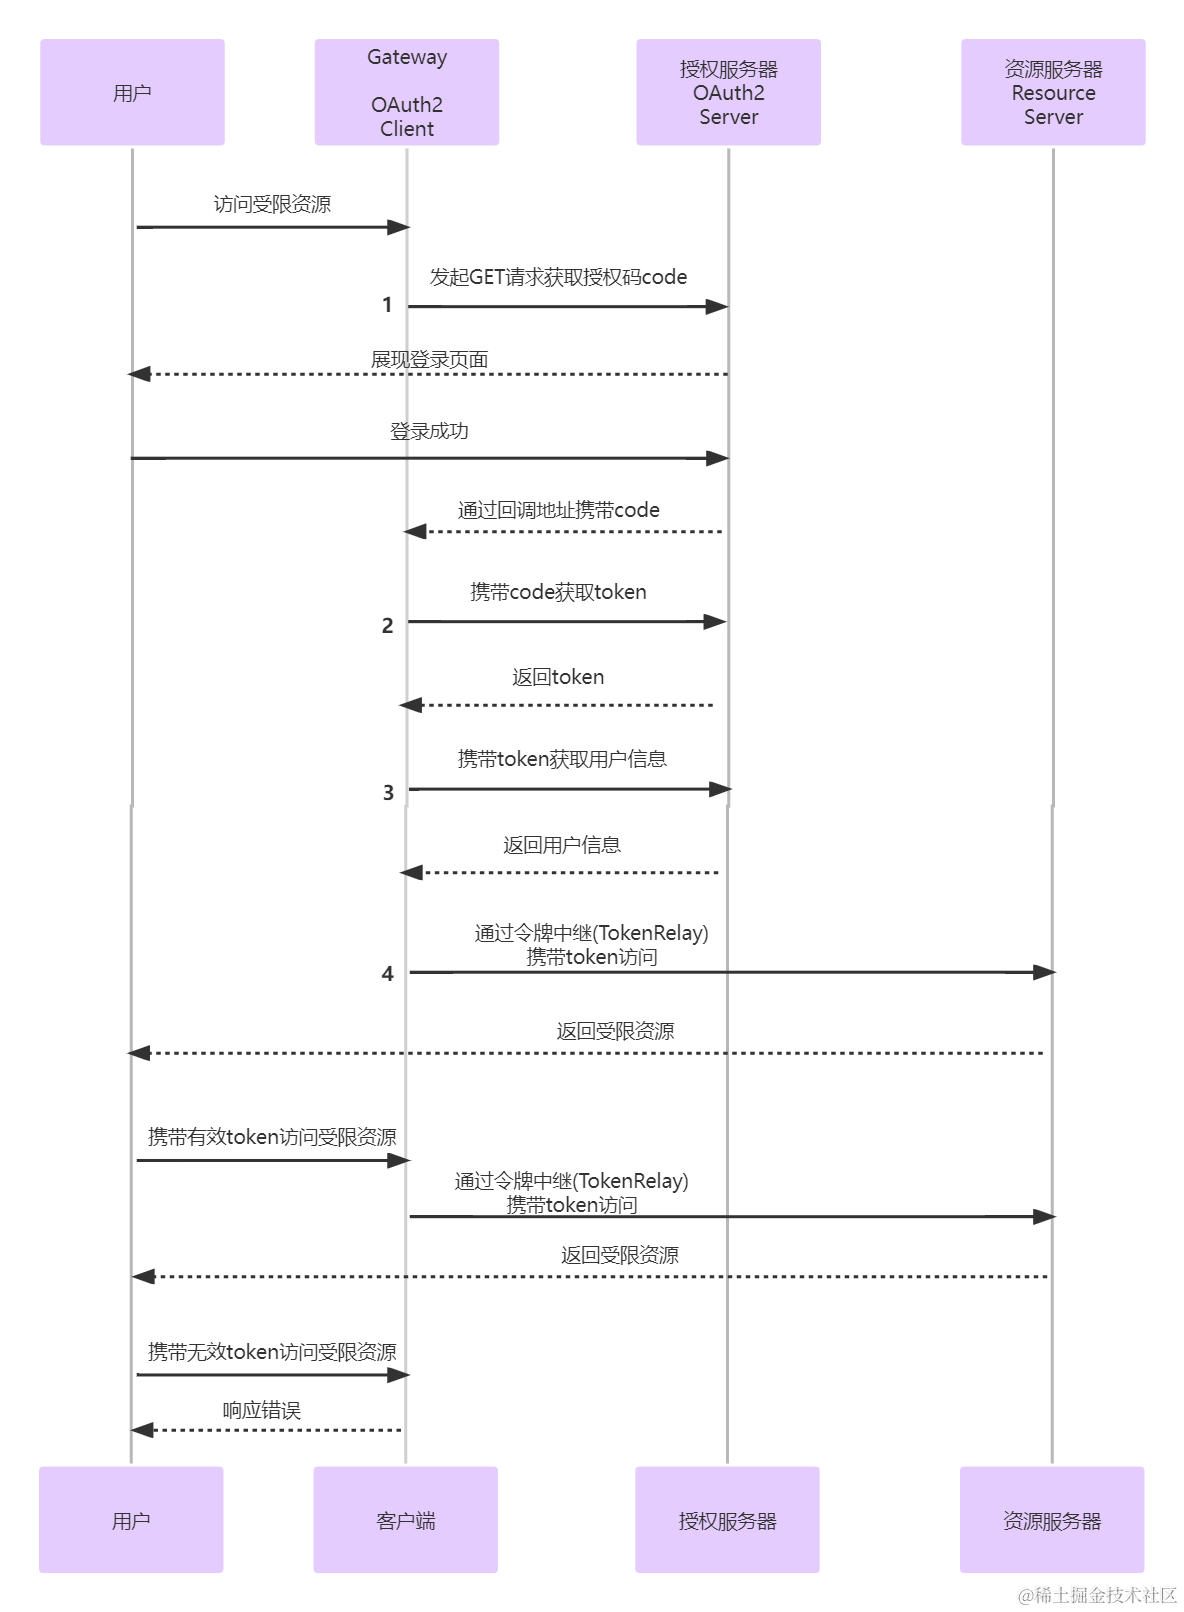 用户
Gateway
OAuth2
Client
授权服务器
OAuth2
Server
资源服务器
Resource
Server
访问受限资源
发起GET请求获取授权码code
1
展现登录页面
登录成功
通过回调地址携带code
携带code获取token
2
返回token
携带token获取用户信息
3
返回用户信息
通过令牌中继(TokenRelay)
携带token访问
4
返回受限资源
携带有效token访问受限资源
通过令牌中继(TokenRelay)
携带token访问
返回受限资源
携带无效token访问受限资源
响应错误
用户
客户端
授权服务器
资源服务器
@稀土掘金技术社区